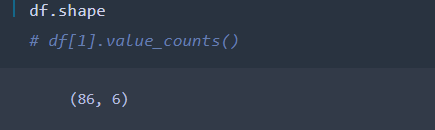 df.shape
# df[1].value_counts()
(86, 6)